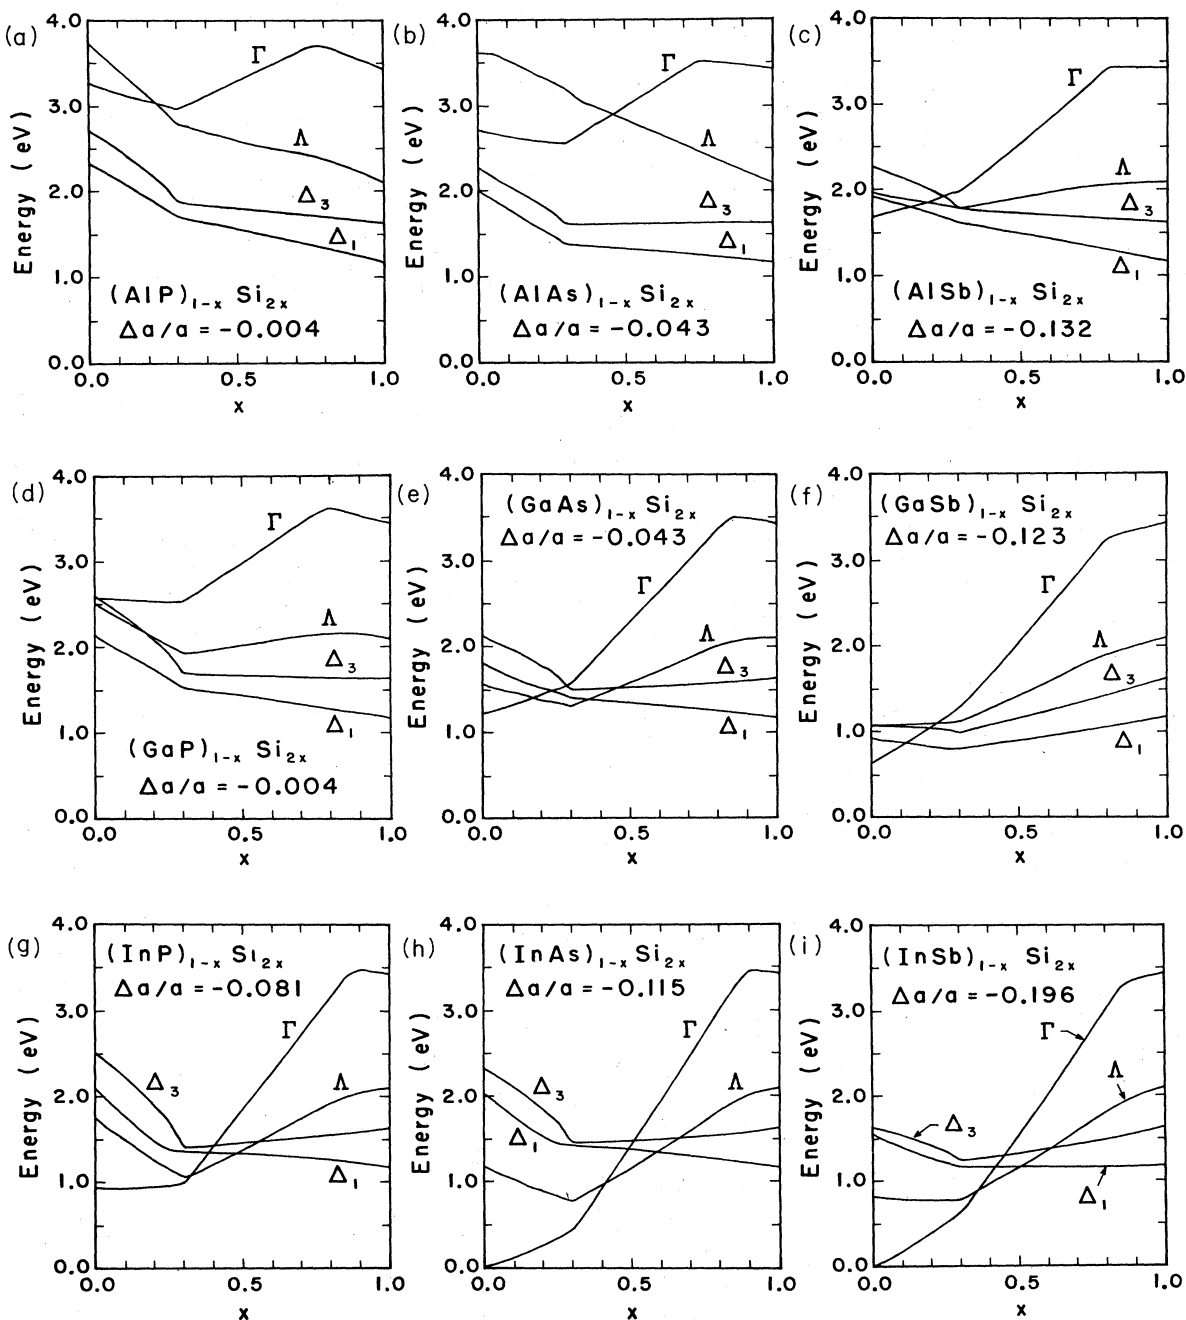 (a)
4.0
3.0
2.0
1.0
0.0
Energy (eV)
Γ
Λ
Δ3
Δ1
(AlP)1-x Si2x
Δa/a = -0.004
0.0 0.5 1.0
x
(b)
4.0
3.0
2.0
1.0
0.0
Energy (eV)
Γ
Λ
Δ3
Δ1
(AlAs)1-x Si2x
Δa/a = -0.043
0.0 0.5 1.0
x
(c)
4.0
3.0
2.0
1.0
0.0
Energy (eV)
Γ
Λ
Δ3
Δ1
(AlSb)1-x Si2x
Δa/a = -0.132
0.0 0.5 1.0
x
(d)
4.0
3.0
2.0
1.0
0.0
Energy (eV)
Γ
Λ
Δ3
Δ1
(GaP)1-x Si2x
Δa/a = -0.004
0.0 0.5 1.0
x
(e)
4.0
3.0
2.0
1.0
0.0
Energy (eV)
(GaAs)1-x Si2x
Δa/a = -0.043
Γ
Λ
Δ3
Δ1
0.0 0.5 1.0
x
(f)
4.0
3.0
2.0
1.0
0.0
Energy (eV)
(GaSb)1-x Si2x
Δa/a = -0.123
Γ
Λ
Δ3
Δ1
0.0 0.5 1.0
x
(g)
4.0
3.0
2.0
1.0
0.0
Energy (eV)
(InP)1-x Si2x
Δa/a = -0.081
Γ
Δ3
Λ
Δ1
0.0 0.5 1.0
x
(h)
4.0
3.0
2.0
1.0
0.0
Energy (eV)
(InAs)1-x Si2x
Δa/a = -0.115
Γ
Δ3
Λ
Δ1
0.0 0.5 1.0
x
(i)
4.0
3.0
2.0
1.0
0.0
Energy (eV)
(InSb)1-x Si2x
Δa/a = -0.196
Γ
Λ
Δ3
Δ1
0.0 0.5 1.0
x